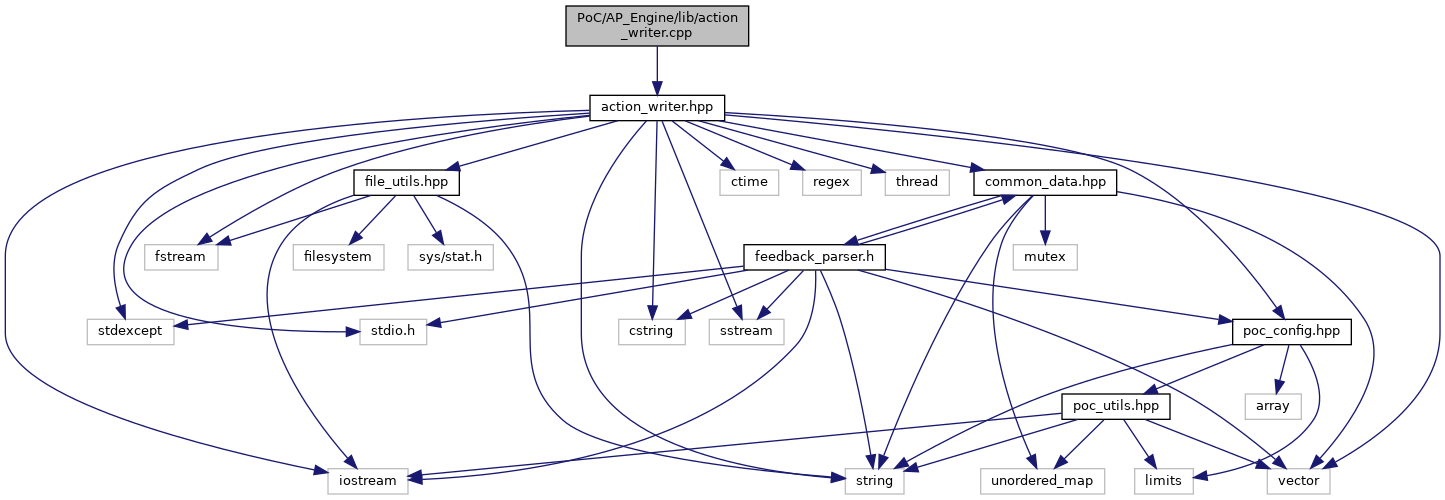 PoC/AP_Engine/lib/action
_writer.cpp
action_writer.hpp
file_utils.hpp
ctime
regex
thread
common_data.hpp
fstream
filesystem
sys/stat.h
feedback_parser.h
mutex
stdexcept
stdio.h
cstring
sstream
poc_config.hpp
poc_utils.hpp
array
iostream
string
unordered_map
limits
vector